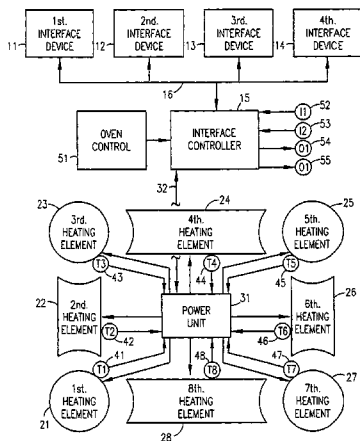 1st. INTERFACE DEVICE
2nd. INTERFACE DEVICE
3rd. INTERFACE DEVICE
4th. INTERFACE DEVICE
11
12
13
14
16
15
OVEN CONTROL
51
INTERFACE CONTROLLER
I1
52
I2
53
O1
54
O1
55
32
24
23
25
3rd. HEATING ELEMENT
4th. HEATING ELEMENT
5th. HEATING ELEMENT
T3
43
T4
44
T5
45
22
2nd. HEATING ELEMENT
T2
42
POWER UNIT
31
T6
46
6th. HEATING ELEMENT
26
41
T1
48
T8
47
T7
27
1st. HEATING ELEMENT
21
8th HEATING ELEMENT
28
7th. HEATING ELEMENT